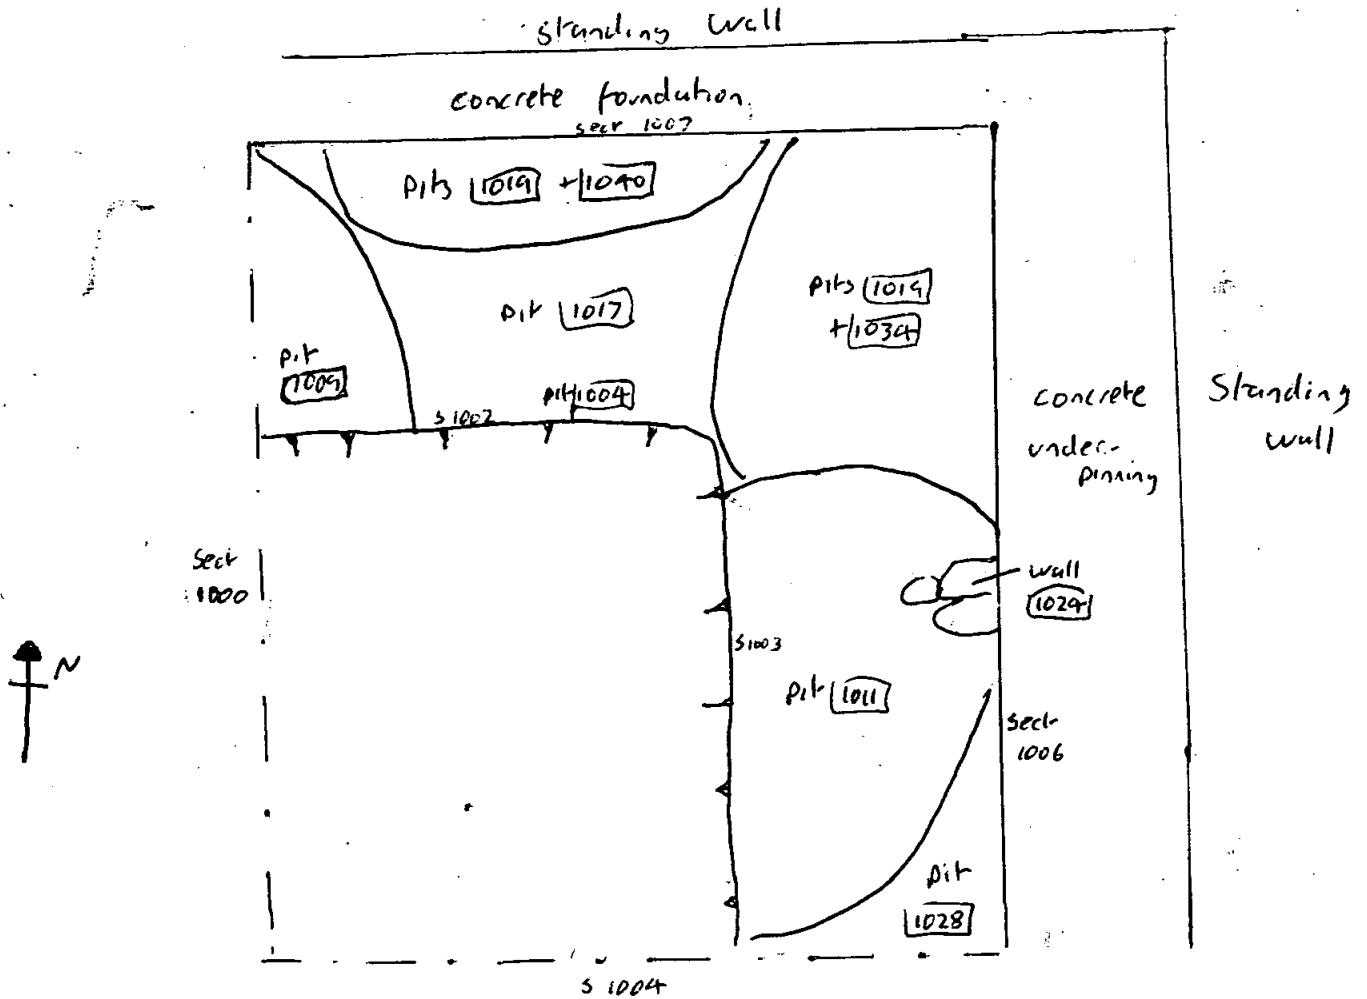 Standing Wall
concrete foundation
sect 1007
pits 1019 + 1040
pits 1019
+ 1034
pit 1017
pit
1009
pit 1004
S 1002
concrete
under-
pinning
Standing
Wall
Sect
1000
wall
1024
N
S1003
pit 1011
Sect
1006
pit
1028
S 1004